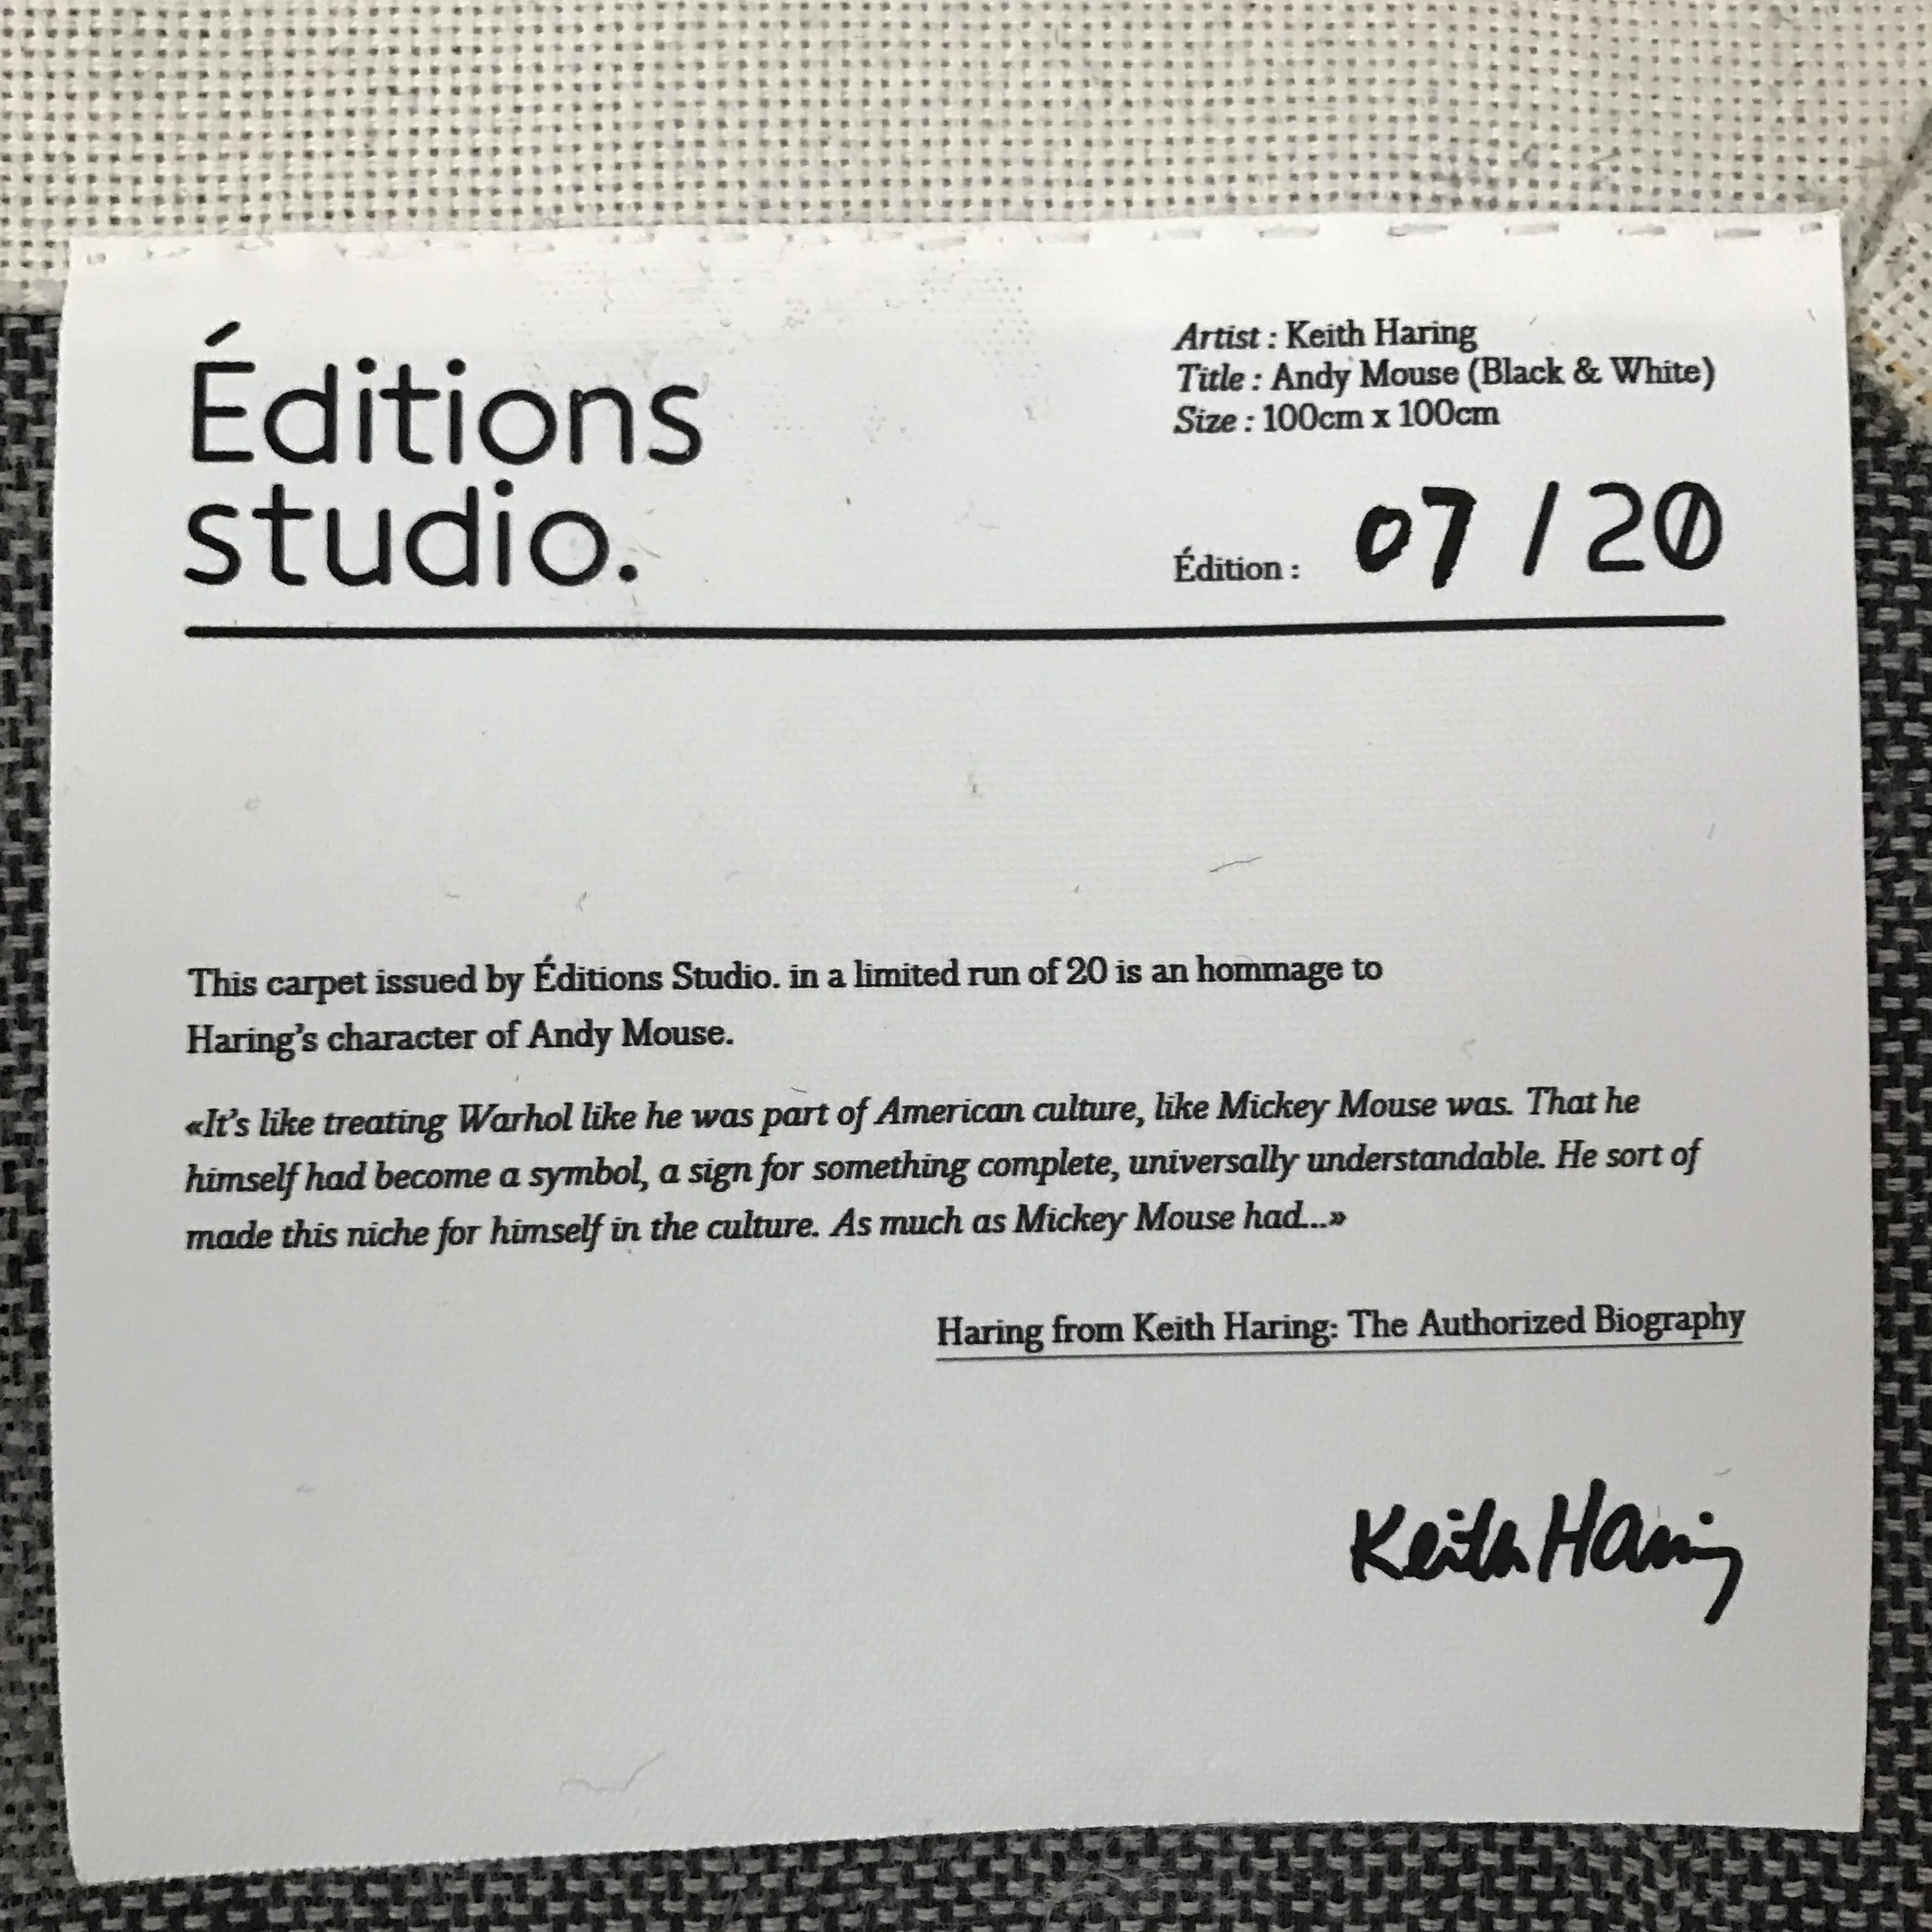 Éditions
studio.
Artist : Keith Haring
Title : Andy Mouse (Black & White)
Size : 100cm x 100cm
Édition : 07 / 20
This carpet issued by Éditions Studio. in a limited run of 20 is an hommage to
Haring's character of Andy Mouse.
«It's like treating Warhol like he was part of American culture, like Mickey Mouse was. That he
himself had become a symbol, a sign for something complete, universally understandable. He sort of
made this niche for himself in the culture. As much as Mickey Mouse had...»
Haring from Keith Haring: The Authorized Biography
Keith Haring